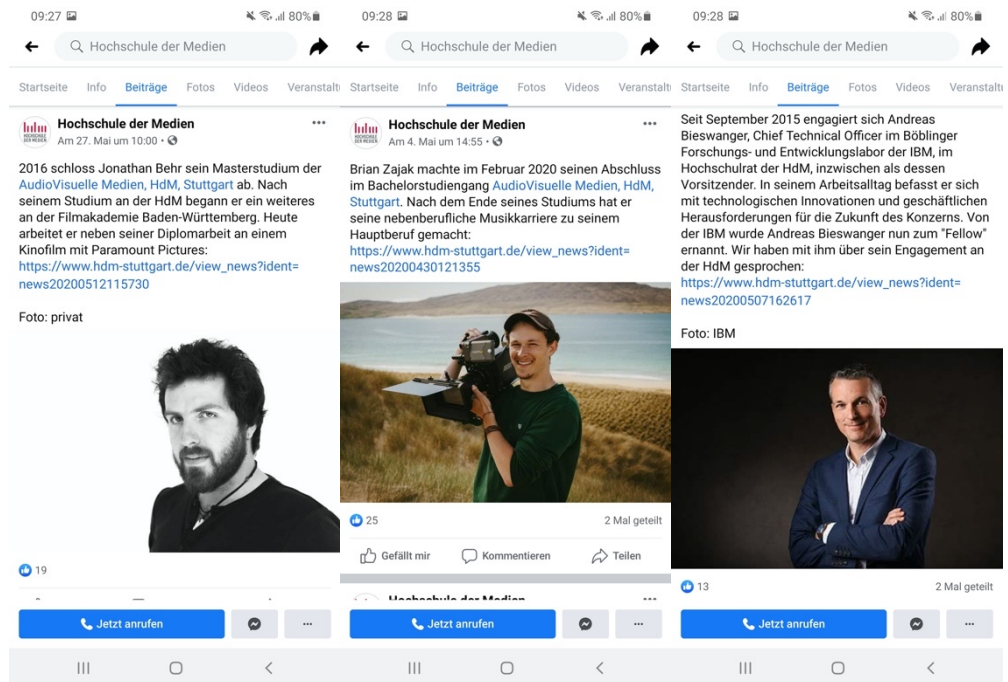 09:27
80%
Hochschule der Medien
Startseite Info Beiträge Fotos Videos Veranstalt
hdm
HOCHSCHULE
DER MEDIEN
Hochschule der Medien
Am 27. Mai um 10:00 •
2016 schloss Jonathan Behr sein Masterstudium der
AudioVisuelle Medien, HdM, Stuttgart ab. Nach
seinem Studium an der HdM begann er ein weiteres
an der Filmakademie Baden-Württemberg. Heute
arbeitet er neben seiner Diplomarbeit an einem
Kinofilm mit Paramount Pictures:
https://www.hdm-stuttgart.de/view_news?ident=
news20200512115730
Foto: privat
19
Jetzt anrufen
09:28
80%
Hochschule der Medien
Startseite Info Beiträge Fotos Videos Veranstalt
hdm
HOCHSCHULE
DER MEDIEN
Hochschule der Medien
Am 4. Mai um 14:55 •
Brian Zajak machte im Februar 2020 seinen Abschluss
im Bachelorstudiengang AudioVisuelle Medien, HdM,
Stuttgart. Nach dem Ende seines Studiums hat er
seine nebenberufliche Musikkarriere zu seinem
Hauptberuf gemacht:
https://www.hdm-stuttgart.de/view_news?ident=
news20200430121355
25 2 Mal geteilt
Gefällt mir Kommentieren Teilen
Hochschule der Medien
Jetzt anrufen
09:28
80%
Hochschule der Medien
Startseite Info Beiträge Fotos Videos Veranstalt
Seit September 2015 engagiert sich Andreas
Bieswanger, Chief Technical Officer im Böblinger
Forschungs- und Entwicklungslabor der IBM, im
Hochschulrat der HdM, inzwischen als dessen
Vorsitzender. In seinem Arbeitsalltag befasst er sich
mit technologischen Innovationen und geschäftlichen
Herausforderungen für die Zukunft des Konzerns. Von
der IBM wurde Andreas Bieswanger nun zum "Fellow"
ernannt. Wir haben mit ihm über sein Engagement an
der HdM gesprochen:
https://www.hdm-stuttgart.de/view_news?ident=
news20200507162617
Foto: IBM
13 2 Mal geteilt
Jetzt anrufen